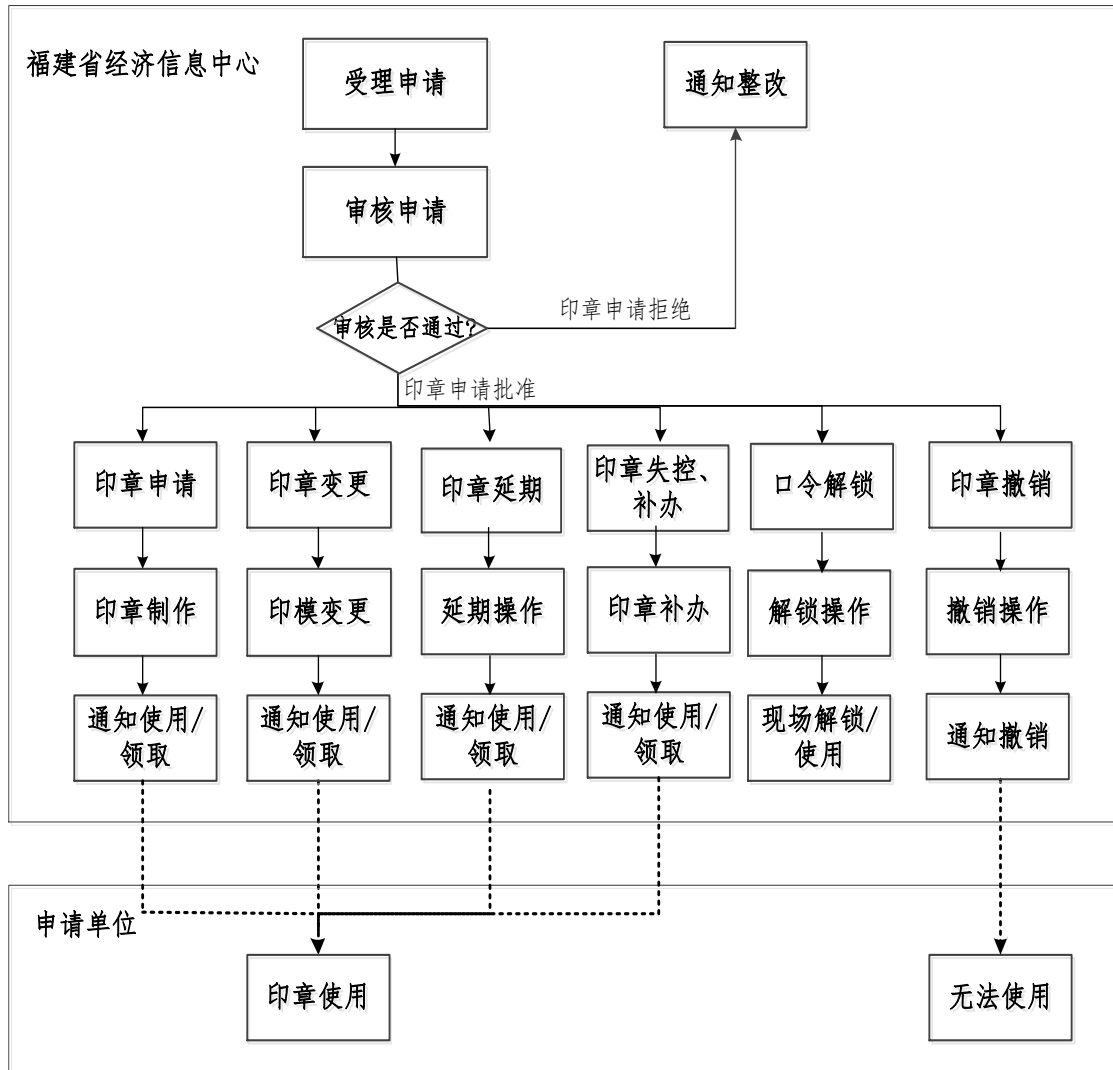 福建省经济信息中心
受理申请
通知整改
审核申请
审核是否通过?
印章申请拒绝
印章申请批准
印章申请
印章变更
印章延期
印章失控、
补办
口令解锁
印章撤销
印章制作
印模变更
延期操作
印章补办
解锁操作
撤销操作
通知使用/
领取
通知使用/
领取
通知使用/
领取
通知使用/
领取
现场解锁/
使用
通知撤销
申请单位
印章使用
无法使用